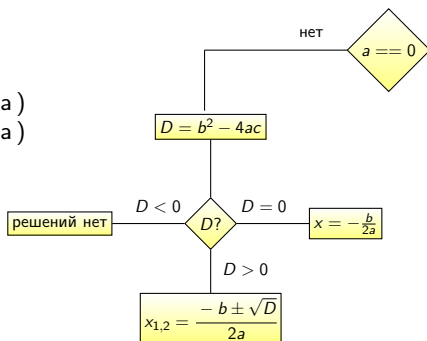 нет
a == 0
a )
a )
D = b² − 4ac
D < 0
D = 0
решений нет
D?
x = − b/2a
D > 0
x₁,₂ = − b ± √D / 2a